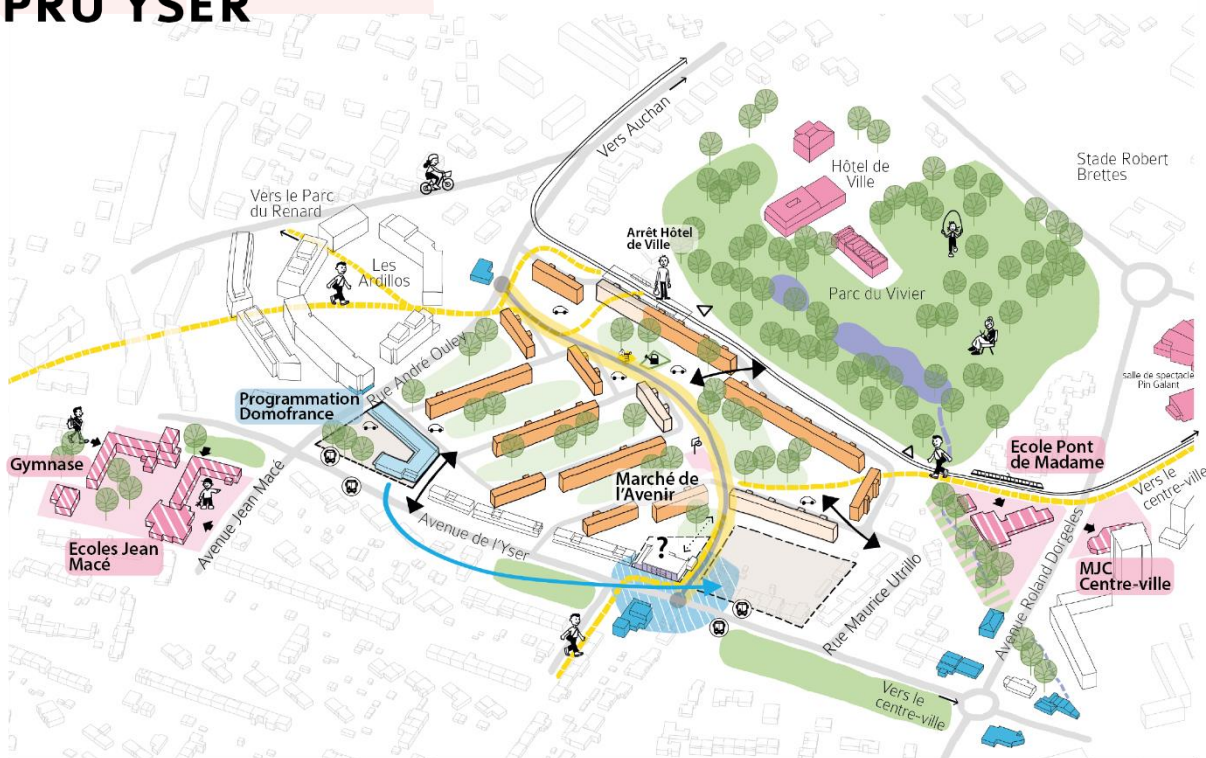 PRU YSER
Vers Auchan
Stade Robert
Brettes
Hôtel de
Ville
Vers le Parc
du Renard
Arrêt Hôtel
de Ville
Les
Ardillos
Parc du Vivier
Rue André Ouley
salle de spectacle
Pin Galant
Programmation
Domofrance
Gymnase
Ecole Pont
de Madame
Marché de
l'Avenir
Vers le
centre-ville
Avenue Jean Macé
Avenue de l'Yser
?
Ecoles Jean
Macé
Rue Maurice Utrillo
Avenue Roland Dorgeles
MJC
Centre-ville
Vers le
centre-ville